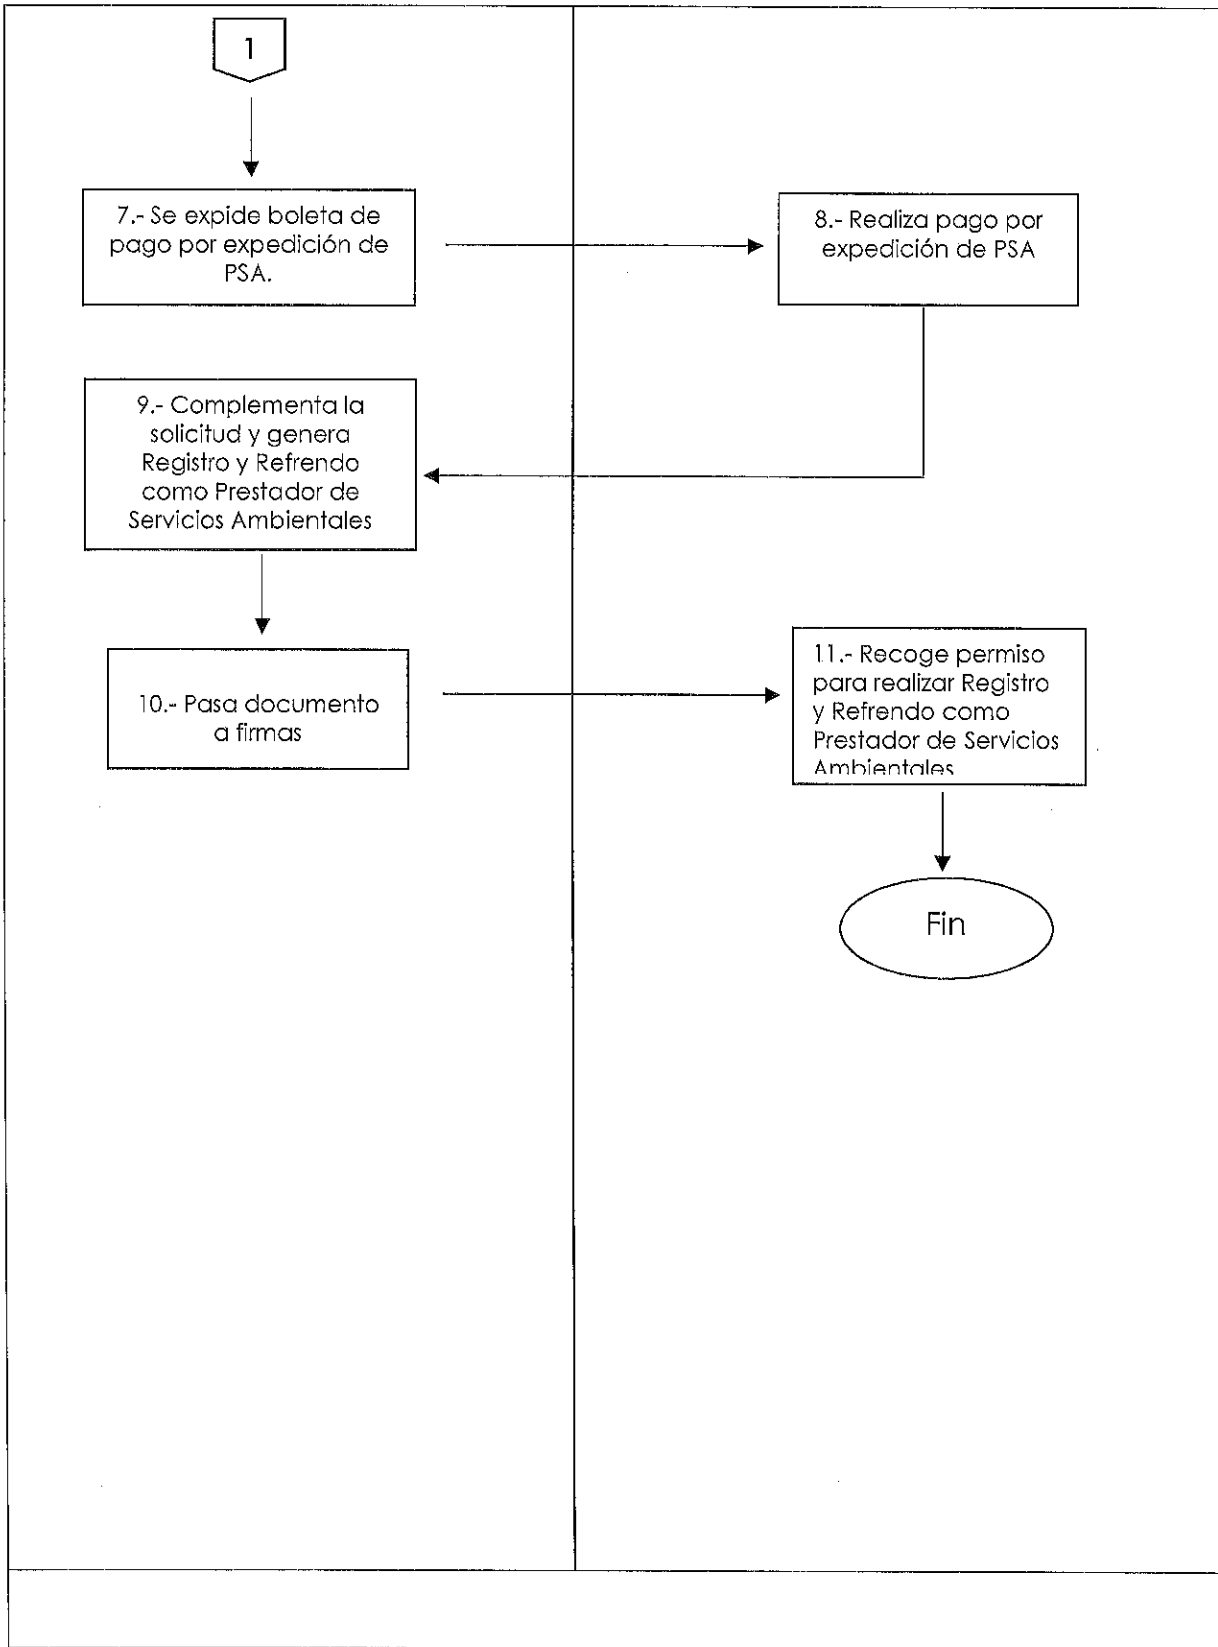 1
7.- Se expide boleta de
pago por expedición de
PSA.
8.- Realiza pago por
expedición de PSA
9.- Complementa la
solicitud y genera
Registro y Refrendo
como Prestador de
Servicios Ambientales
10.- Pasa documento
a firmas
11.- Recoge permiso
para realizar Registro
y Refrendo como
Prestador de Servicios
Ambientales
Fin